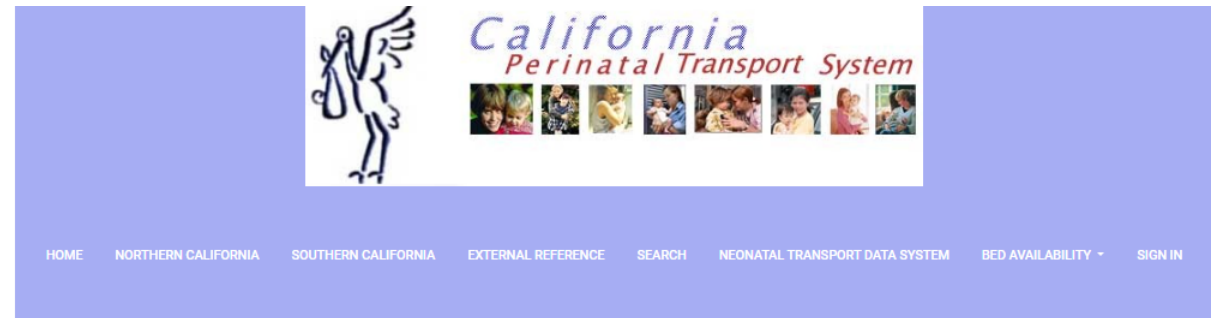 California
Perinatal Transport System
HOME NORTHERN CALIFORNIA SOUTHERN CALIFORNIA EXTERNAL REFERENCE SEARCH NEONATAL TRANSPORT DATA SYSTEM BED AVAILABILITY SIGN IN